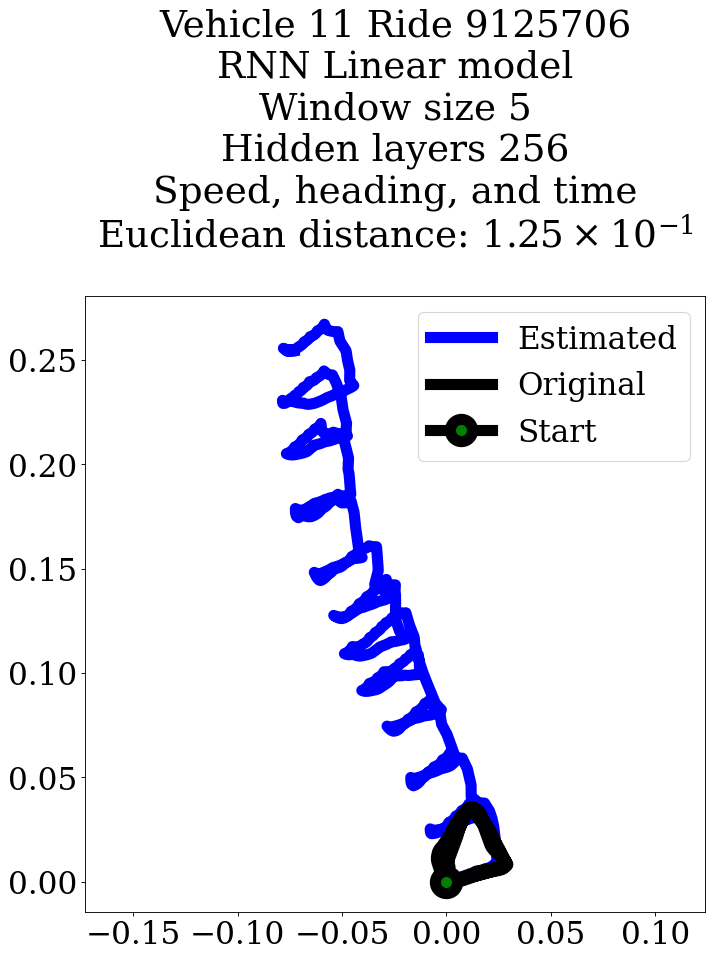 Vehicle 11 Ride 9125706
RNN Linear model
Window size 5
Hidden layers 256
Speed, heading, and time
Euclidean distance: 1.25 × 10⁻¹
Estimated
Original
Start
0.25
0.20
0.15
0.10
0.05
0.00
−0.15 −0.10 −0.05 0.00 0.05 0.10